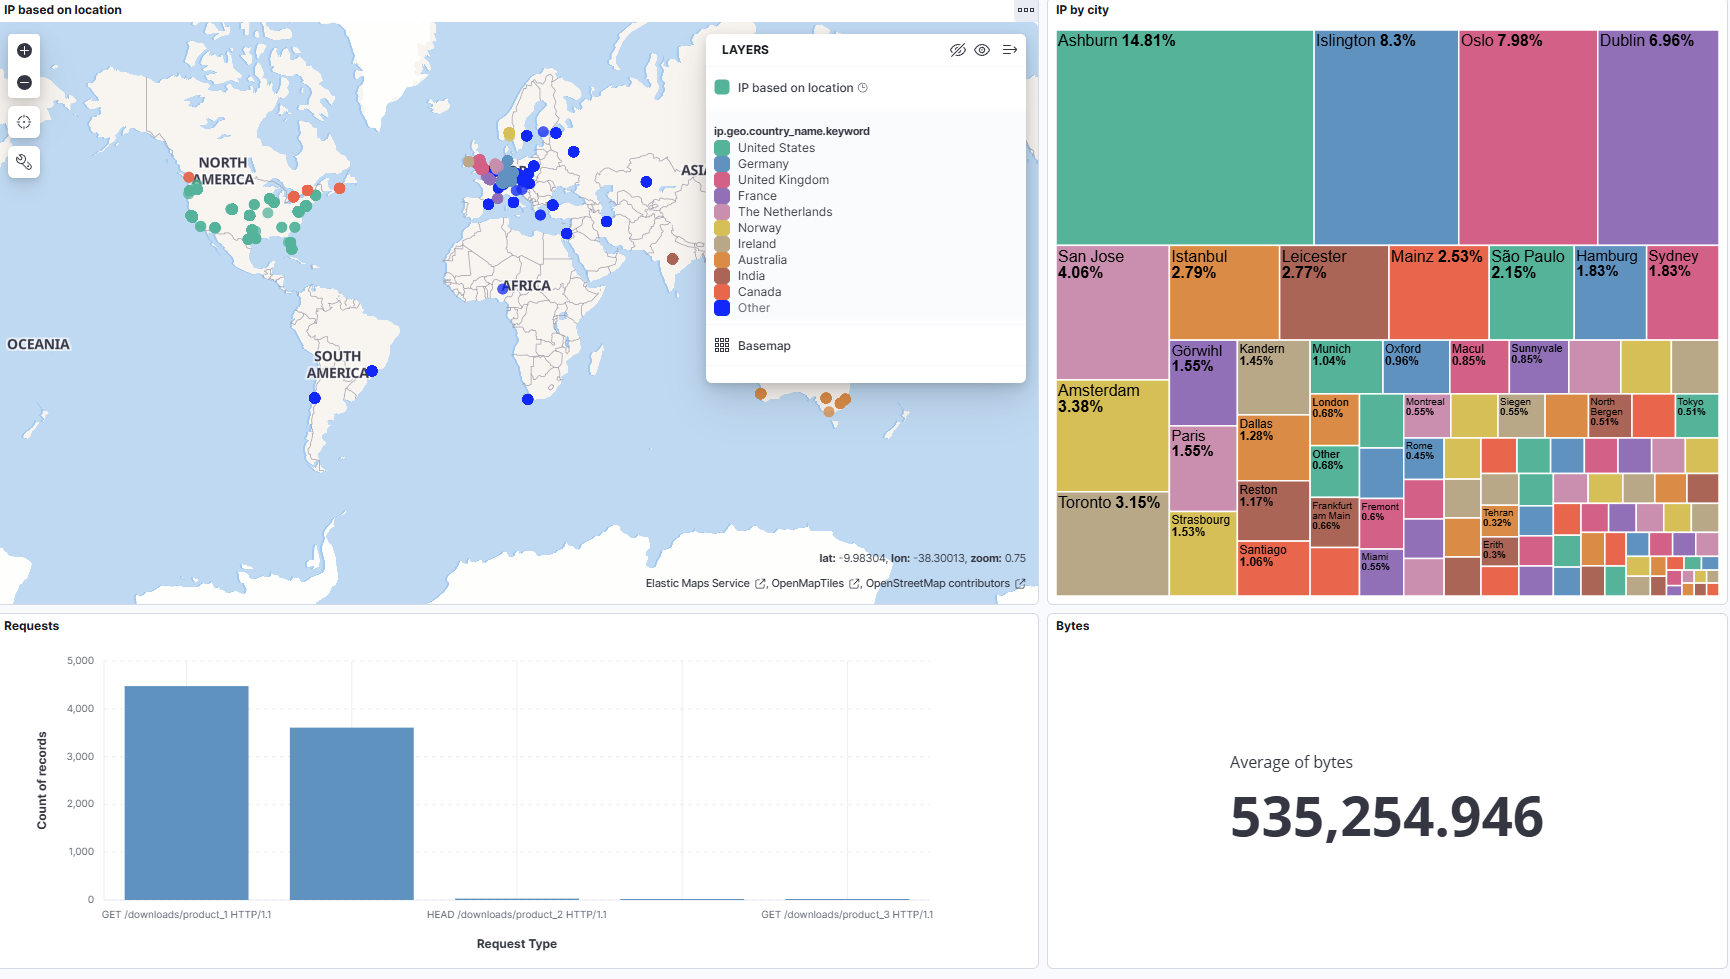 IP based on location
LAYERS
IP based on location
ip.geo.country_name.keyword
United States
Germany
United Kingdom
France
The Netherlands
Norway
Ireland
Australia
India
Canada
Other
Basemap
NORTH
AMERICA
ASI
AFRICA
OCEANIA
SOUTH
AMERICA
lat: -9.98304, lon: -38.30013, zoom: 0.75
Elastic Maps Service , OpenMapTiles , OpenStreetMap contributors
IP by city
Ashburn 14.81%
Islington 8.3%
Oslo 7.98%
Dublin 6.96%
San Jose
4.06%
Istanbul
2.79%
Leicester
2.77%
Mainz 2.53%
São Paulo
2.15%
Hamburg
1.83%
Sydney
1.83%
Amsterdam
3.38%
Toronto 3.15%
Görwihl
1.55%
Paris
1.55%
Strasbourg
1.53%
Kandern
1.45%
Dallas
1.28%
Reston
1.17%
Santiago
1.06%
Munich
1.04%
Oxford
0.96%
Macul
0.85%
Sunnyvale
0.85%
London
0.68%
Other
0.68%
Frankfurt
am Main
0.66%
Fremont
0.6%
Miami
0.55%
Montreal
0.55%
Siegen
0.55%
North
Bergen
0.51%
Tokyo
0.51%
Rome
0.45%
Tehran
0.32%
Erith
0.3%
Requests
5,000
4,000
3,000
2,000
1,000
0
Count of records
GET /downloads/product_1 HTTP/1.1
HEAD /downloads/product_2 HTTP/1.1
GET /downloads/product_3 HTTP/1.1
Request Type
Bytes
Average of bytes
535,254.946